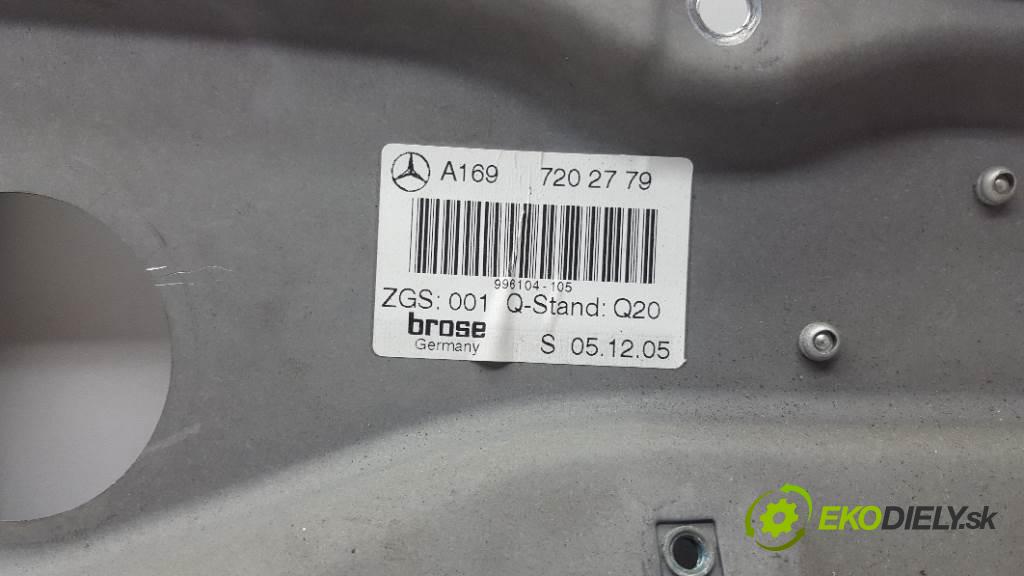 A169 720 27 79
996104-105
ZGS: 001 Q-Stand: Q20
brose
Germany S 05.12.05
EKODIELY.sk